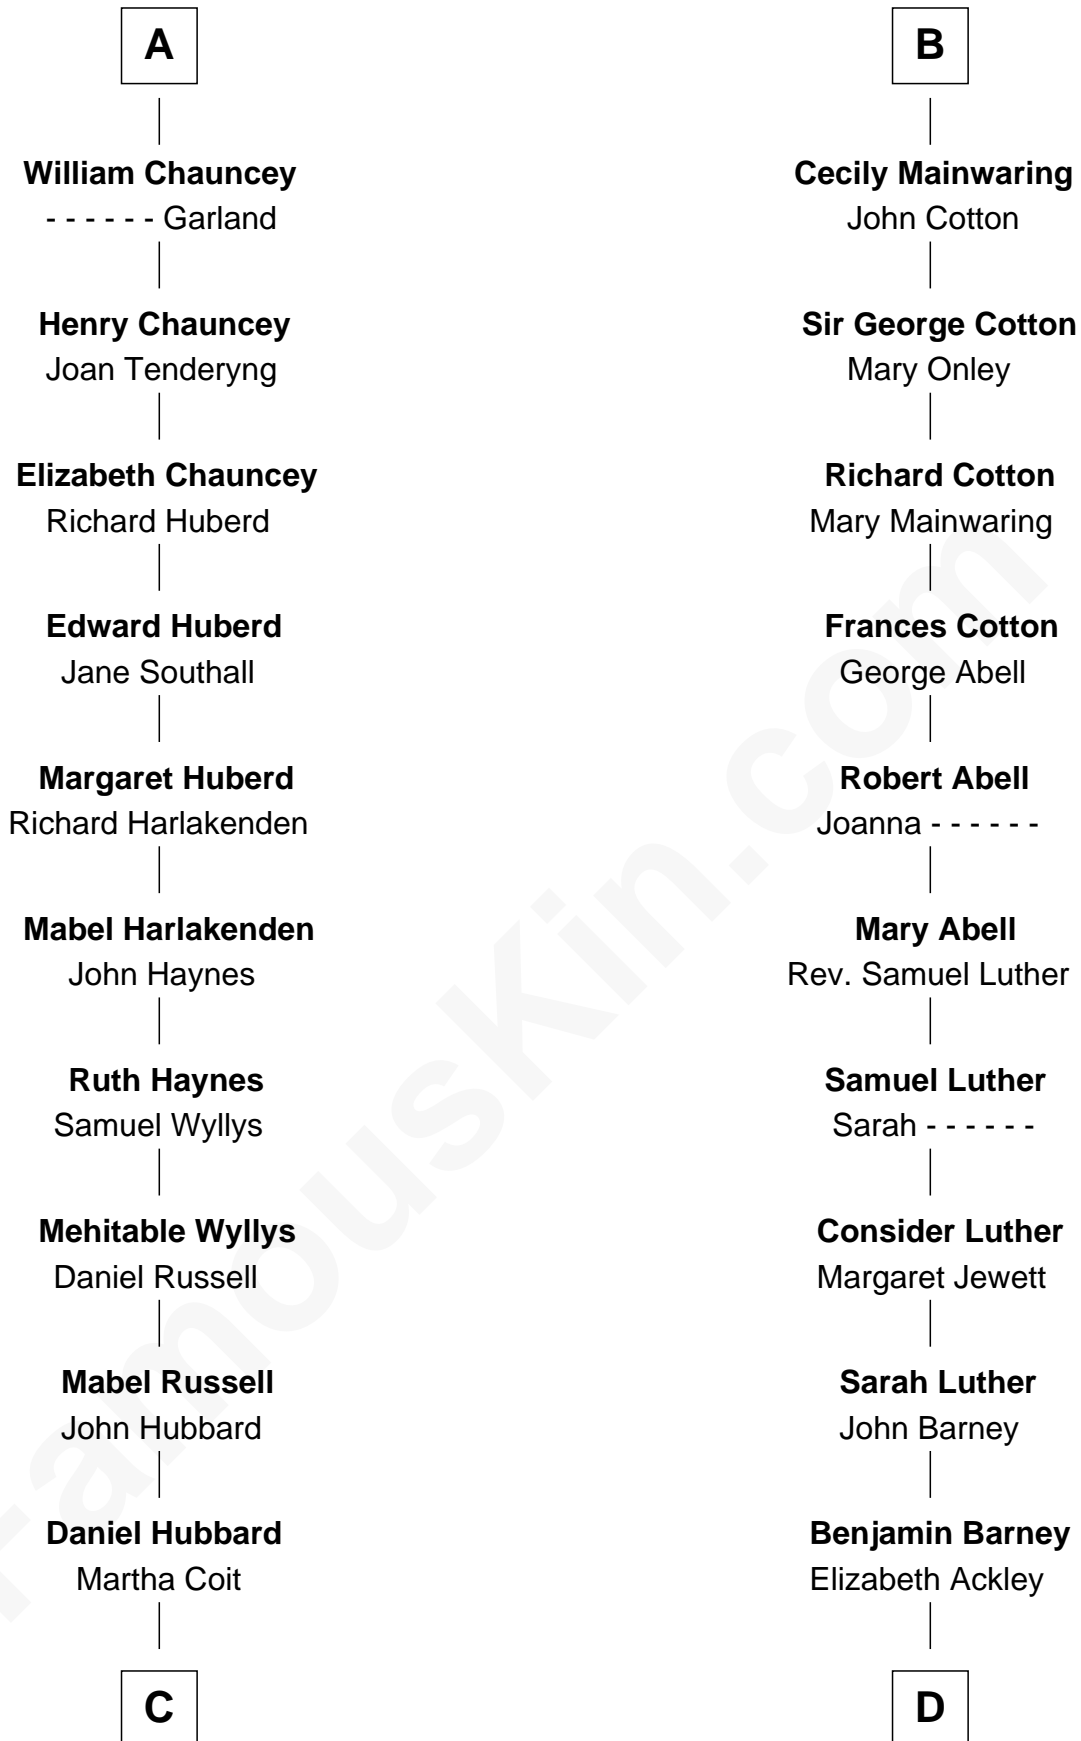 A
William Chauncey
- - - - - - Garland
Henry Chauncey
Joan Tenderyng
Elizabeth Chauncey
Richard Huberd
Edward Huberd
Jane Southall
Margaret Huberd
Richard Harlakenden
Mabel Harlakenden
John Haynes
Ruth Haynes
Samuel Wyllys
Mehitable Wyllys
Daniel Russell
Mabel Russell
John Hubbard
Daniel Hubbard
Martha Coit
C
B
Cecily Mainwaring
John Cotton
Sir George Cotton
Mary Onley
Richard Cotton
Mary Mainwaring
Frances Cotton
George Abell
Robert Abell
Joanna - - - - - -
Mary Abell
Rev. Samuel Luther
Samuel Luther
Sarah - - - - - -
Consider Luther
Margaret Jewett
Sarah Luther
John Barney
Benjamin Barney
Elizabeth Ackley
D
FamousKin.com